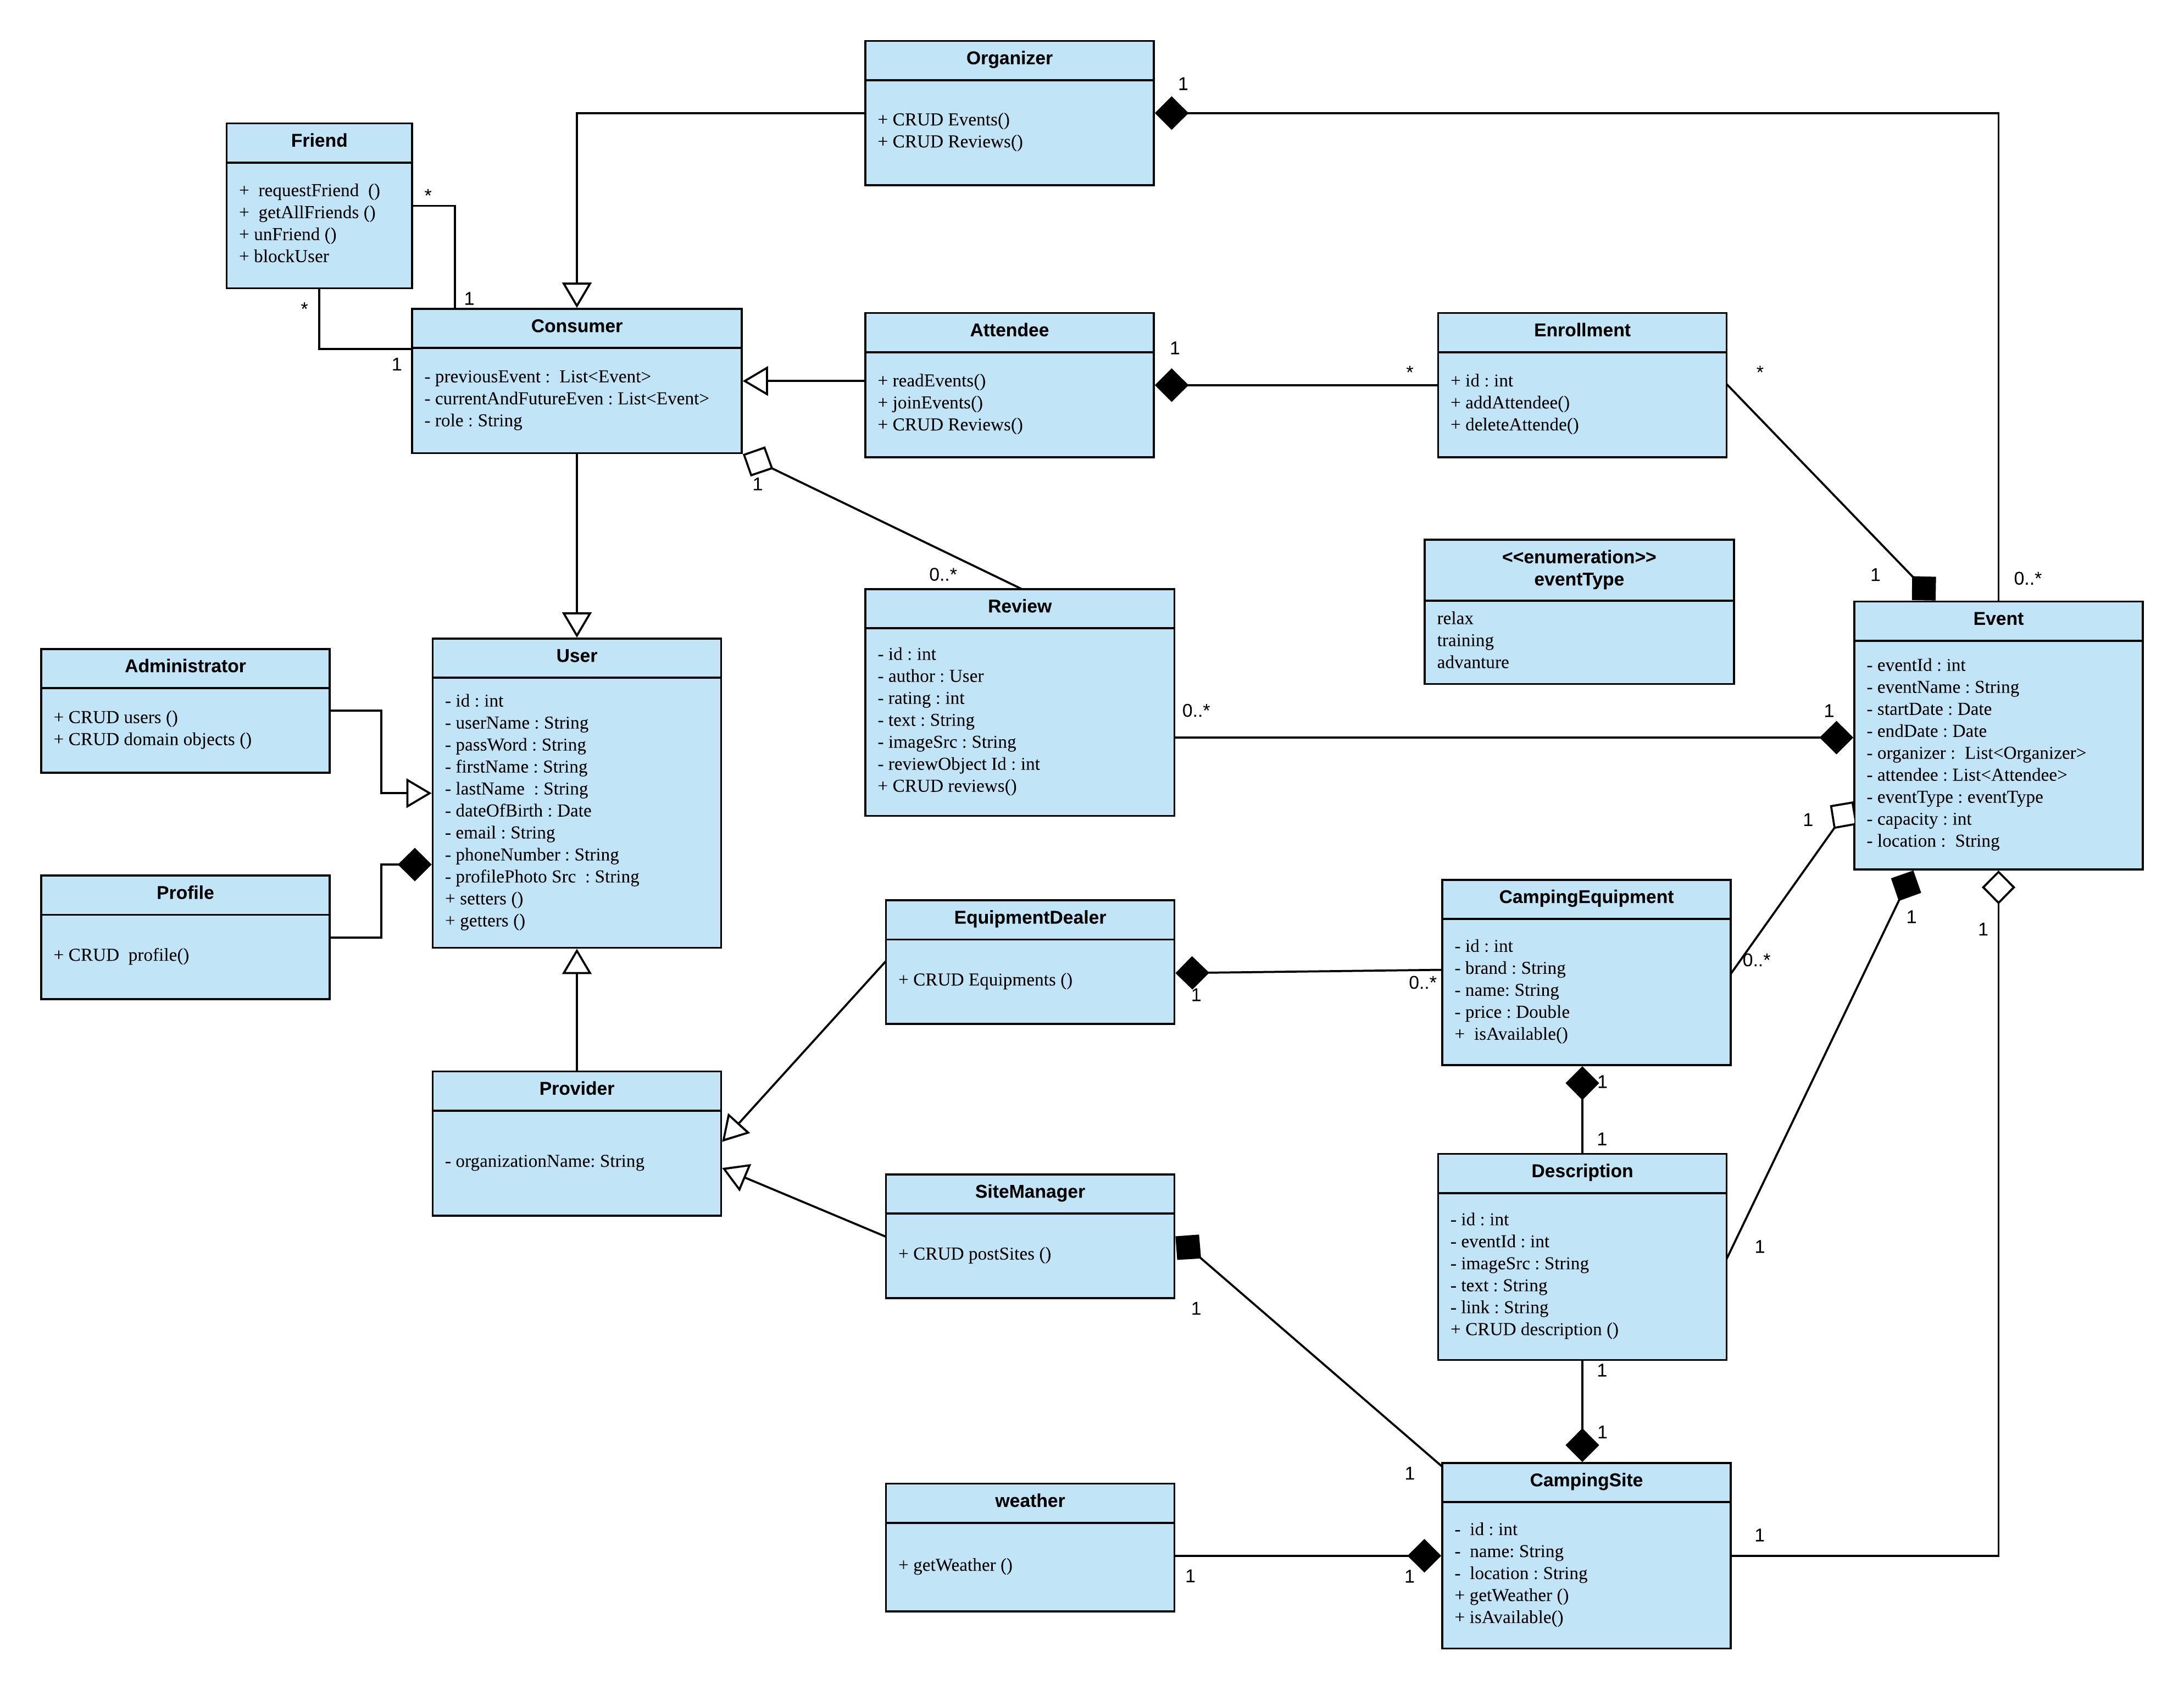 Organizer
+ CRUD Events()
+ CRUD Reviews()
1
Friend
+  requestFriend  ()
+  getAllFriends ()
+ unFriend ()
+ blockUser
*
*
1
1
Consumer
- previousEvent :  List<Event>
- currentAndFutureEven : List<Event>
- role : String
Attendee
+ readEvents()
+ joinEvents()
+ CRUD Reviews()
1
*
Enrollment
+ id : int
+ addAttendee()
+ deleteAttende()
*
1
1
0..*
<<enumeration>>
eventType
relax
training
advanture
0..*
Event
- eventId : int
- eventName : String
- startDate : Date
- endDate : Date
- organizer :  List<Organizer>
- attendee : List<Attendee>
- eventType : eventType
- capacity : int
- location :  String
Review
- id : int
- author : User
- rating : int
- text : String
- imageSrc : String
- reviewObject Id : int
+ CRUD reviews()
0..*
1
1
Administrator
+ CRUD users ()
+ CRUD domain objects ()
User
- id : int
- userName : String
- passWord : String
- firstName : String
- lastName  : String
- dateOfBirth : Date
- email : String
- phoneNumber : String
- profilePhoto Src  : String
+ setters ()
+ getters ()
Profile
+ CRUD  profile()
EquipmentDealer
+ CRUD Equipments ()
1
0..*
CampingEquipment
- id : int
- brand : String
- name: String
- price : Double
+  isAvailable()
0..*
1
1
1
1
Provider
- organizationName: String
SiteManager
+ CRUD postSites ()
1
1
Description
- id : int
- eventId : int
- imageSrc : String
- text : String
- link : String
+ CRUD description ()
1
1
1
weather
+ getWeather ()
1
1
CampingSite
-  id : int
-  name: String
-  location : String
+ getWeather ()
+ isAvailable()
1